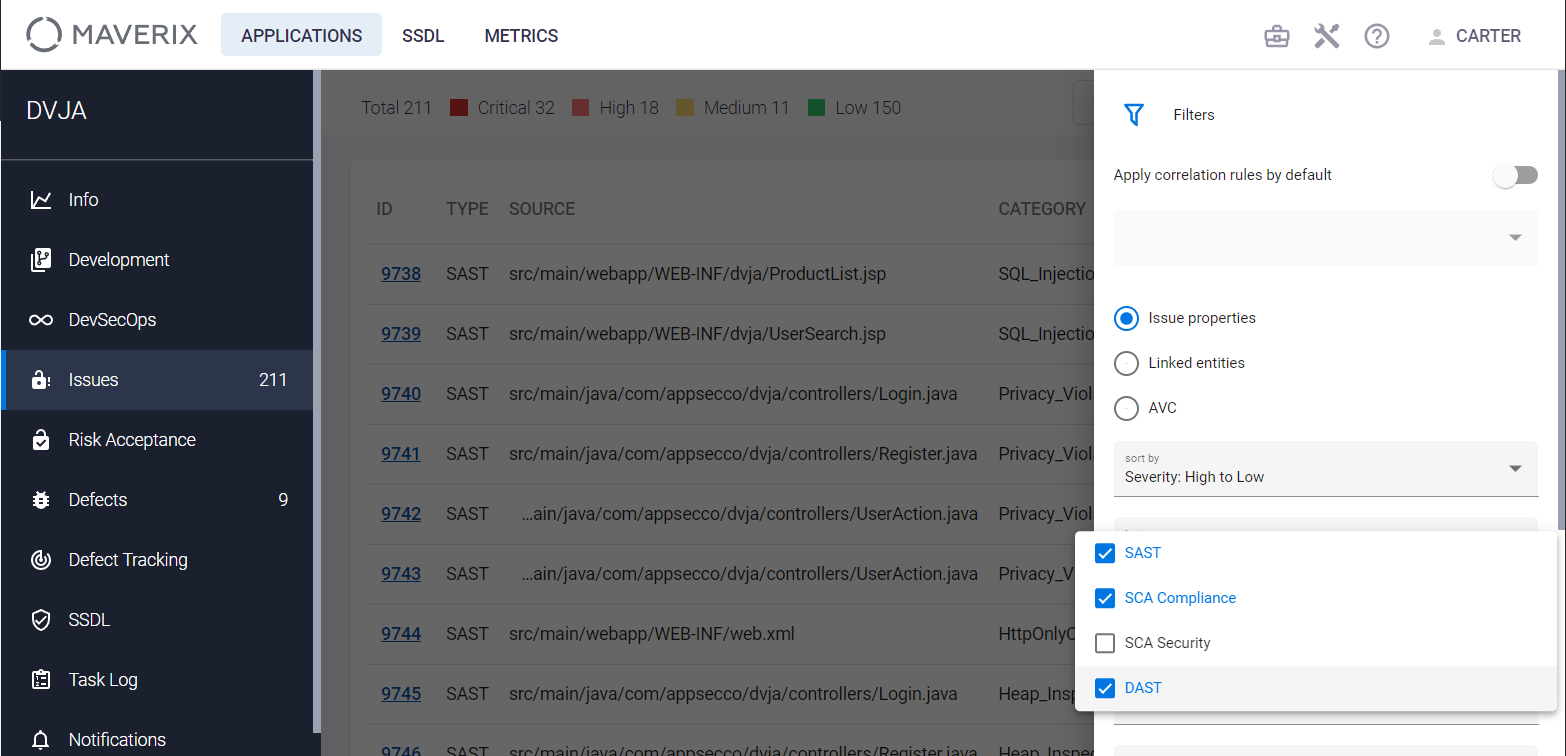 MAVERIX APPLICATIONS SSDL METRICS CARTER
DVJA
Info
Development
DevSecOps
Issues 211
Risk Acceptance
Defects 9
Defect Tracking
SSDL
Task Log
Notifications
Total 211 Critical 32 High 18 Medium 11 Low 150
ID TYPE SOURCE CATEGORY
9738 SAST src/main/webapp/WEB-INF/dvja/ProductList.jsp SQL_Injectio
9739 SAST src/main/webapp/WEB-INF/dvja/UserSearch.jsp SQL_Injectio
9740 SAST src/main/java/com/appsecco/dvja/controllers/Login.java Privacy_Viol
9741 SAST src/main/java/com/appsecco/dvja/controllers/Register.java Privacy_Viol
9742 SAST ...ain/java/com/appsecco/dvja/controllers/UserAction.java Privacy_Viol
9743 SAST ...ain/java/com/appsecco/dvja/controllers/UserAction.java Privacy_V
9744 SAST src/main/webapp/WEB-INF/web.xml HttpOnlyC
9745 SAST src/main/java/com/appsecco/dvja/controllers/Login.java Heap_Insp
9746 SAST src/main/java/com/appsecco/dvja/controllers/Register.java Heap_Inspe
Filters
Apply correlation rules by default
Issue properties
Linked entities
AVC
sort by
Severity: High to Low
SAST
SCA Compliance
SCA Security
DAST